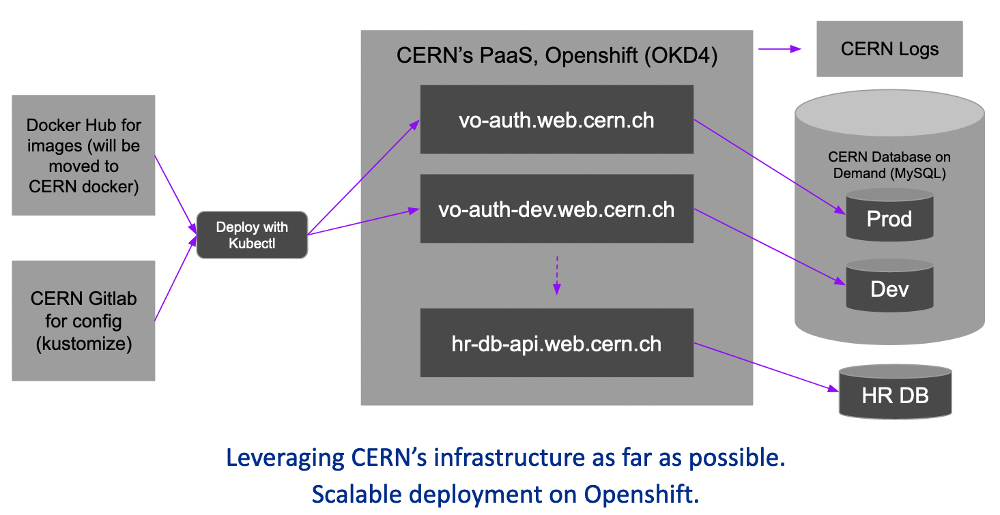 CERN's PaaS, Openshift (OKD4)
CERN Logs
vo-auth.web.cern.ch
Docker Hub for
images (will be
moved to
CERN docker)
CERN Database on
Demand (MySQL)
vo-auth-dev.web.cern.ch
Prod
Deploy with
Kubectl
Dev
CERN Gitlab
for config
(kustomize)
hr-db-api.web.cern.ch
HR DB
Leveraging CERN's infrastructure as far as possible.
Scalable deployment on Openshift.